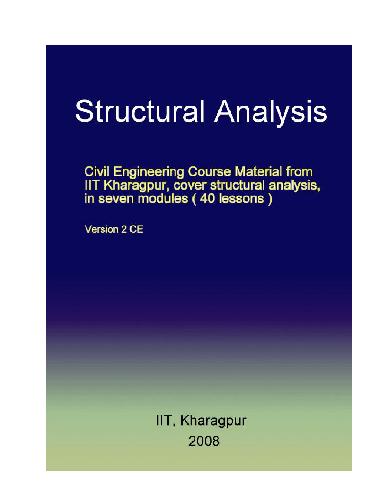 Structural Analysis
Civil Engineering Course Material from
IIT Kharagpur, cover structural analysis,
in seven modules ( 40 lessons )
Version 2 CE
IIT, Kharagpur
2008